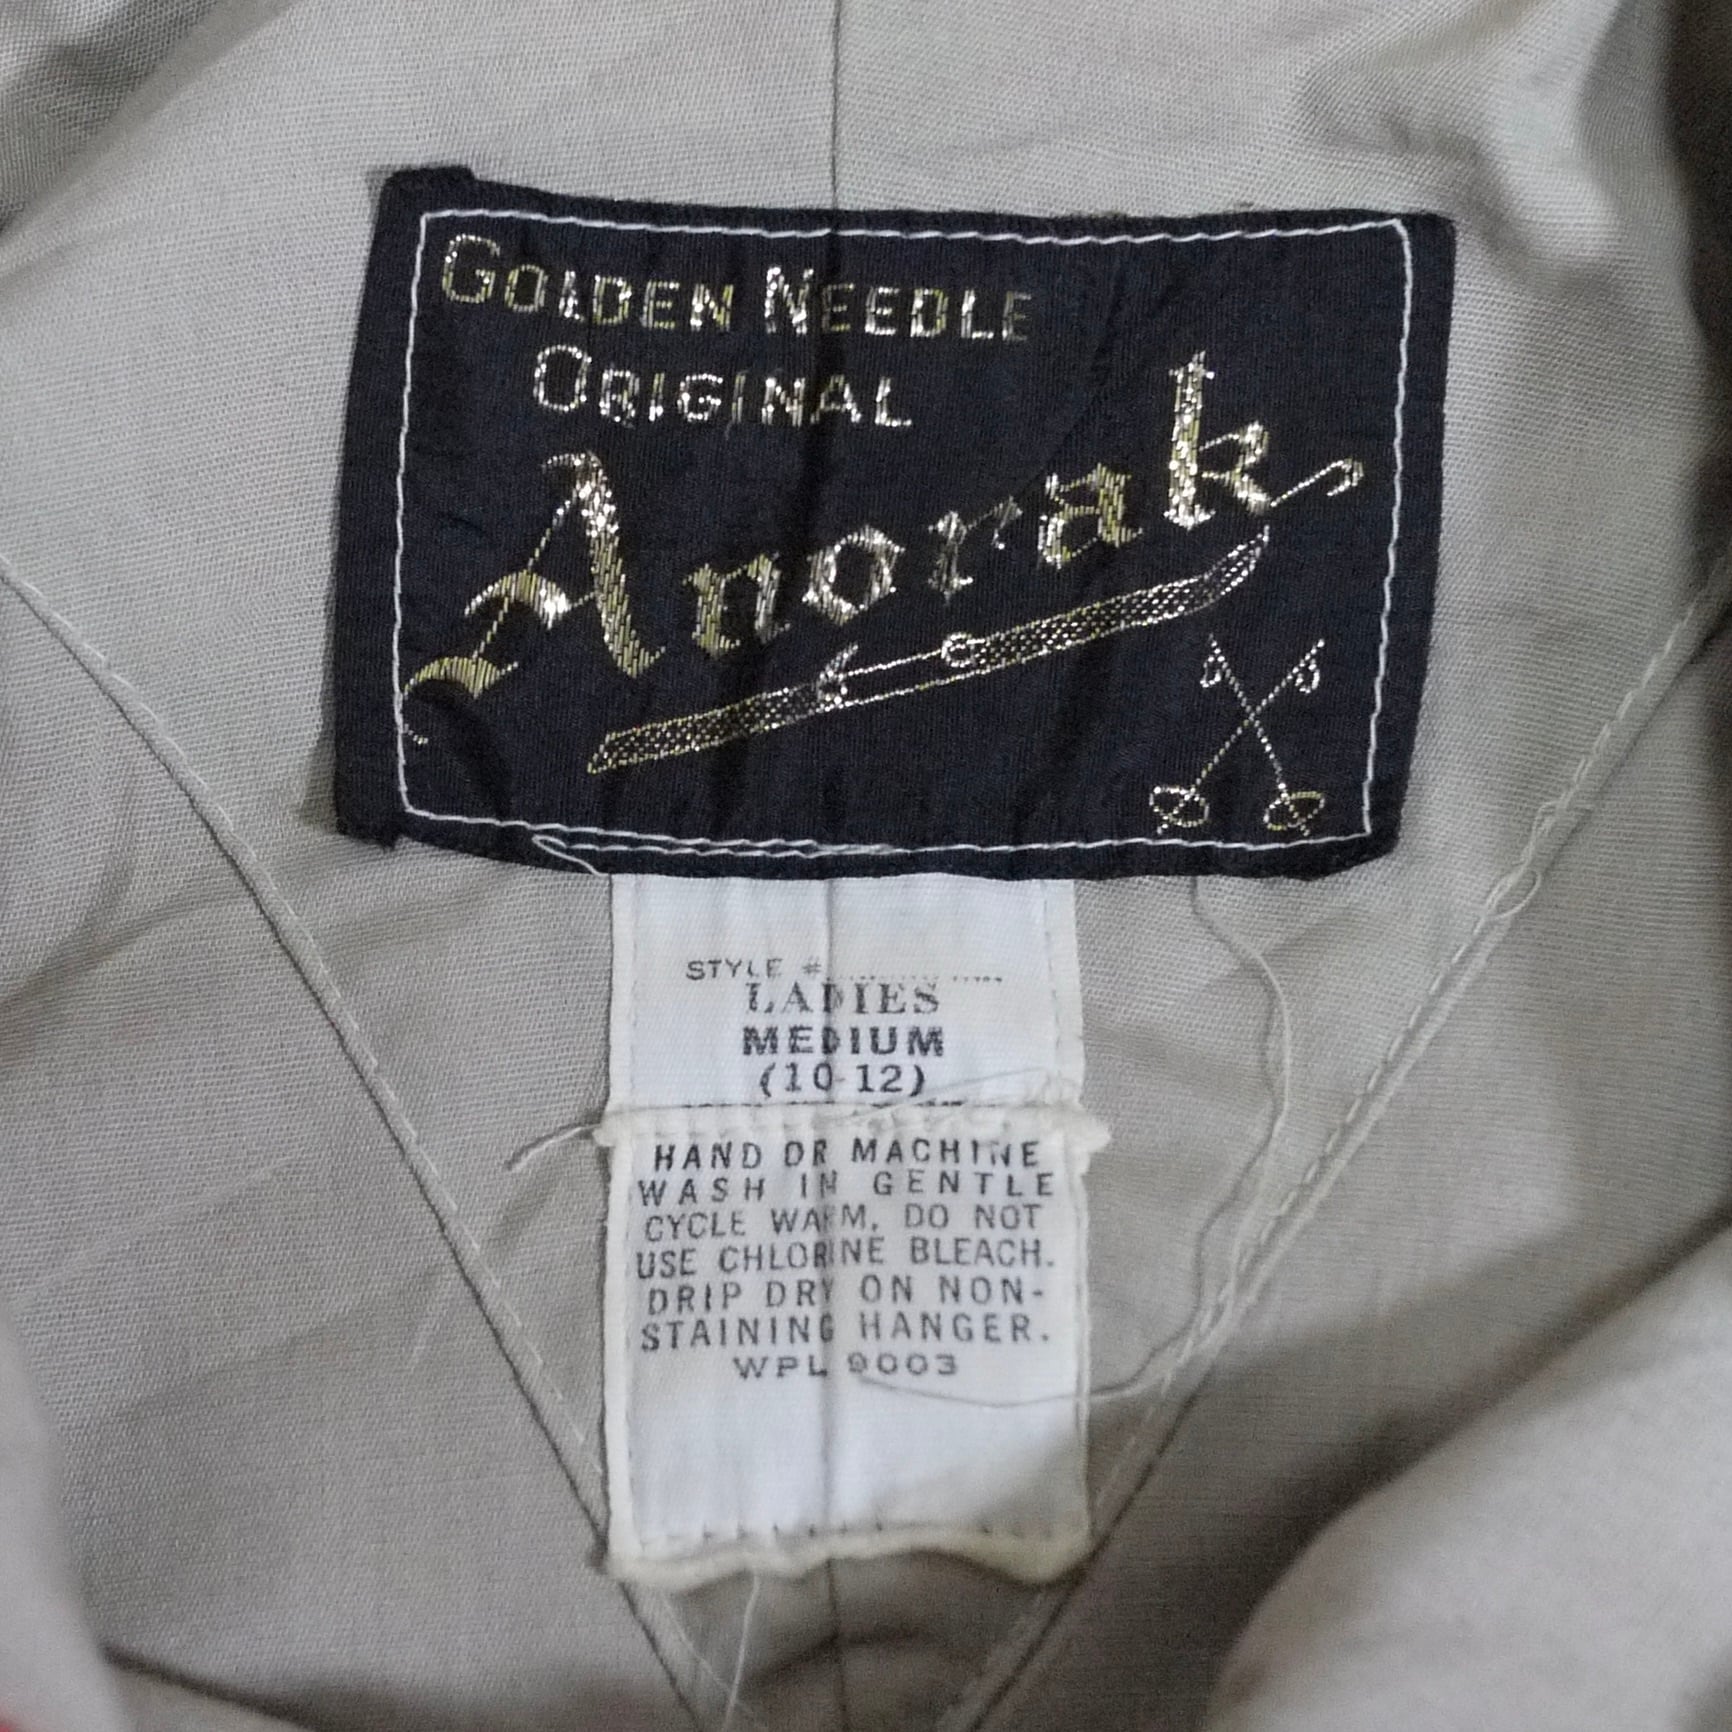 GOLDEN NEEDLE
ORIGINAL
Anorak
STYLE #
LADIES
MEDIUM
(10-12)
HAND OR MACHINE
WASH IN GENTLE
CYCLE WARM. DO NOT
USE CHLORINE BLEACH.
DRIP DRY ON NON-
STAINING HANGER.
WPL 9003